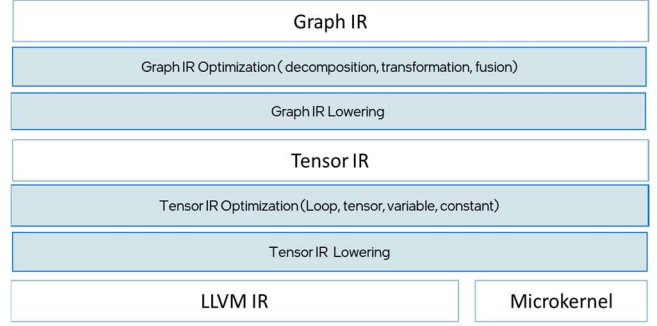 Graph IR
Graph IR Optimization ( decomposition, transformation, fusion)
Graph IR Lowering
Tensor IR
Tensor IR Optimization (Loop, tensor, variable, constant)
Tensor IR Lowering
LLVM IR
Microkernel